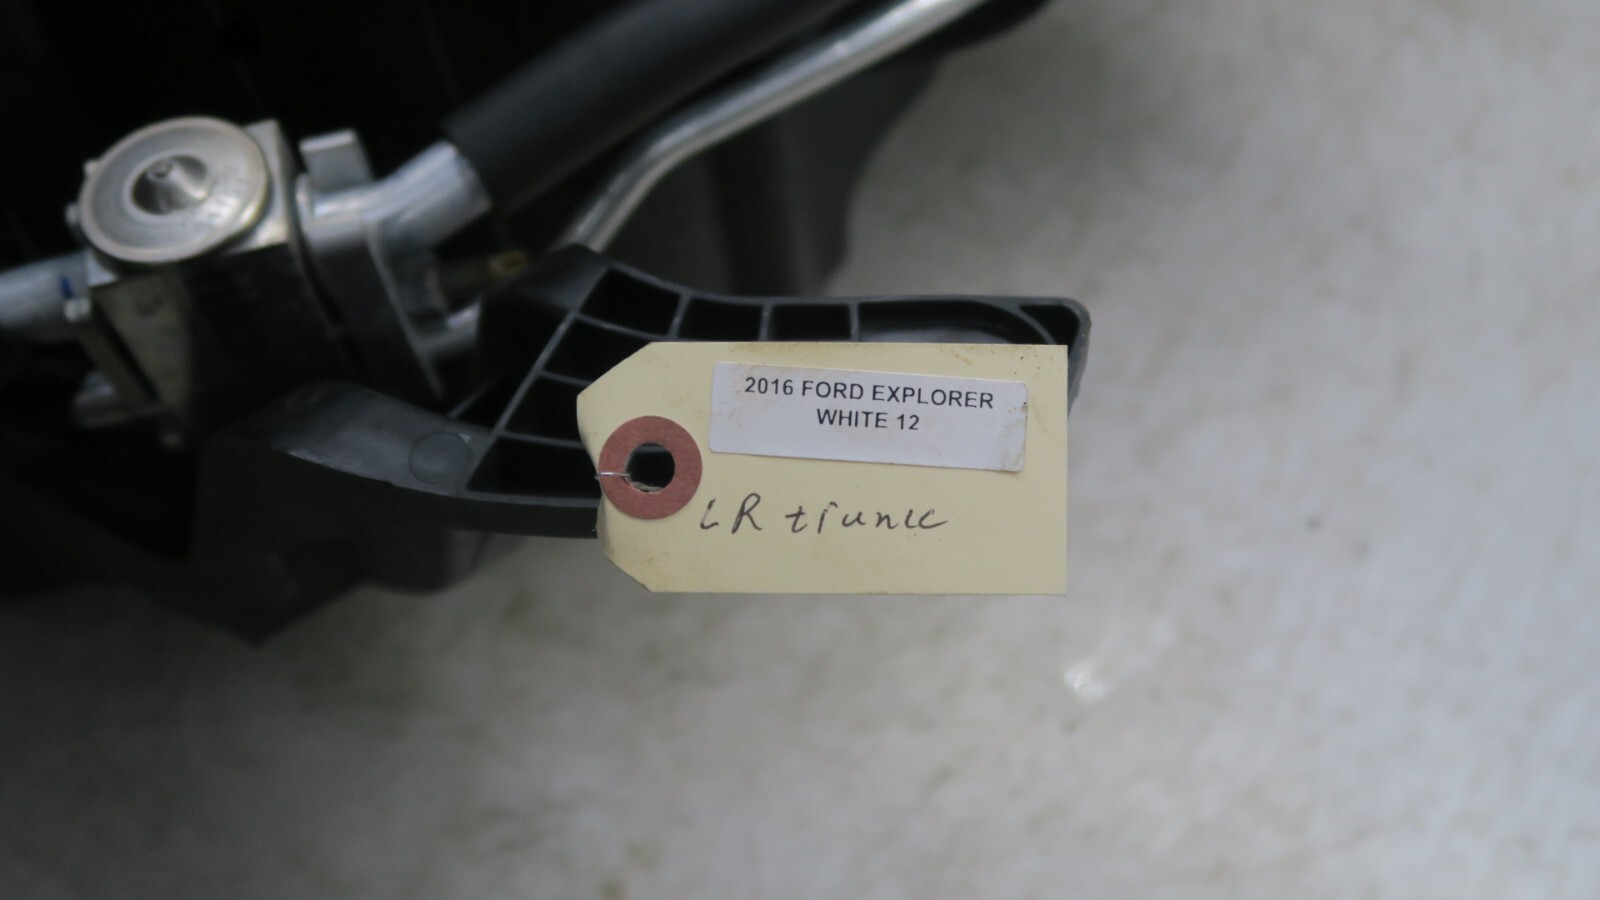 2016 FORD EXPLORER
WHITE 12
LR trunk